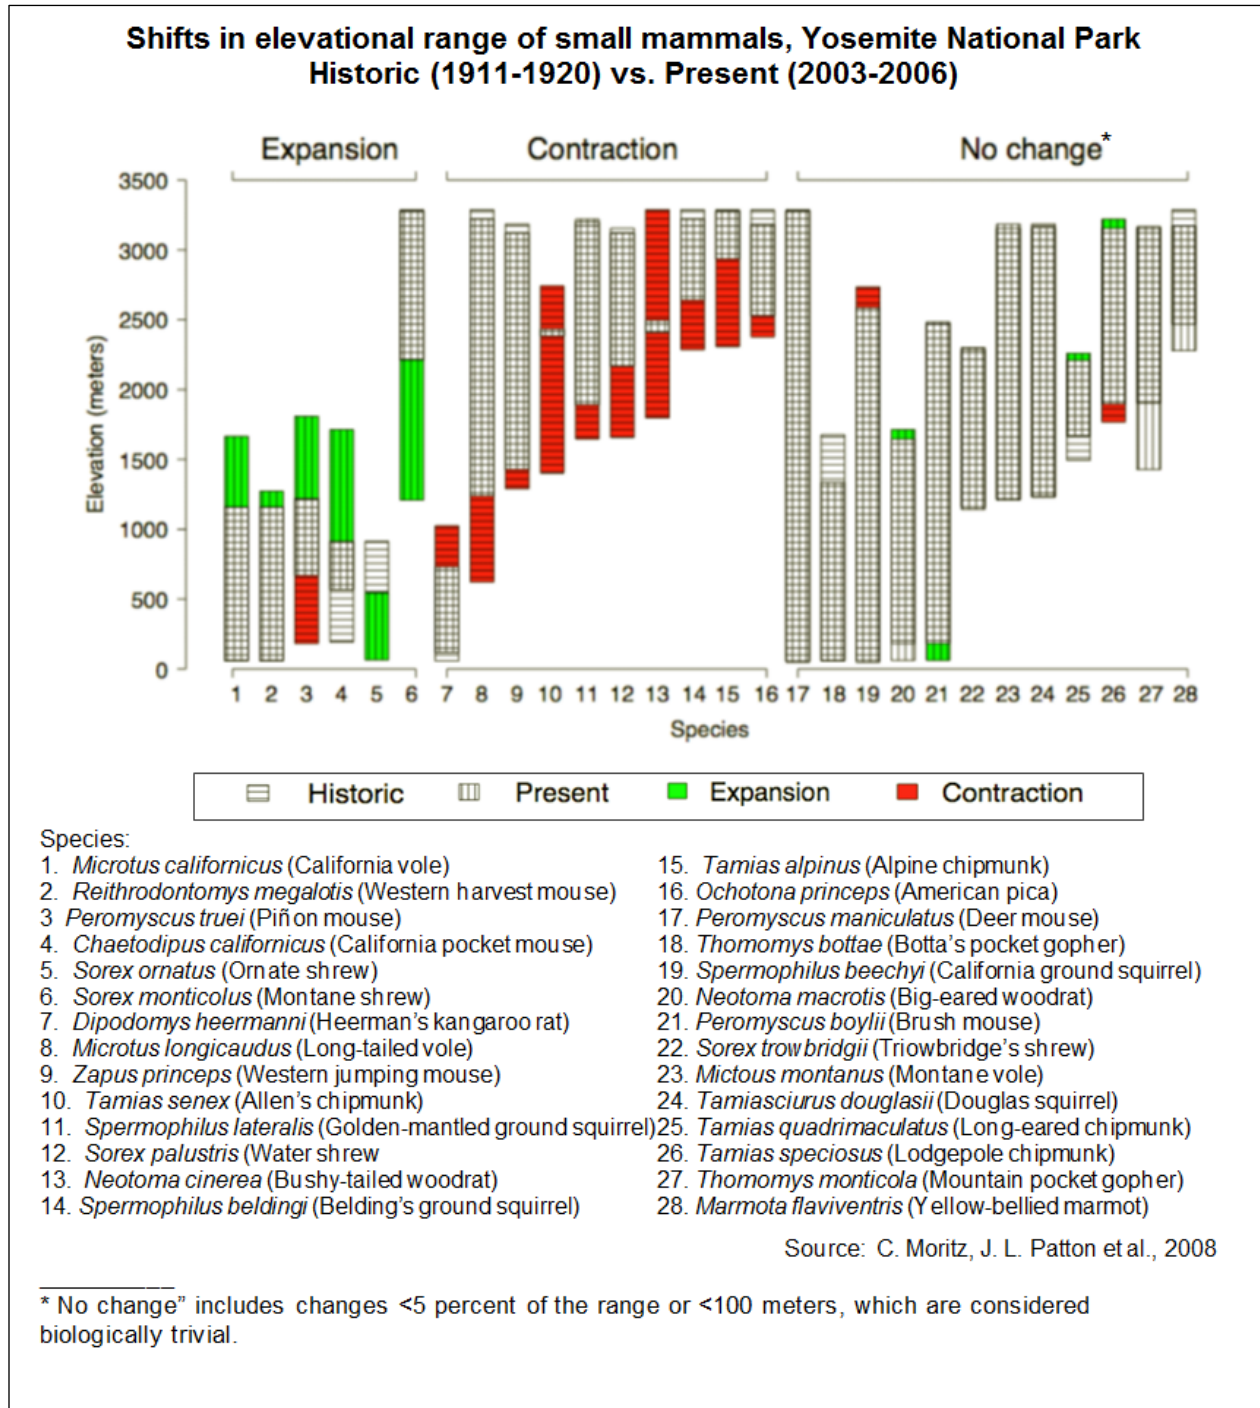 Shifts in elevational range of small mammals, Yosemite National Park
Historic (1911-1920) vs. Present (2003-2006)
Expansion Contraction No change*
3500
3000
2500
2000
1500
1000
500
0
Elevation (meters)
1 2 3 4 5 6 7 8 9 10 11 12 13 14 15 16 17 18 19 20 21 22 23 24 25 26 27 28
Species
Historic Present Expansion Contraction
Species:
1. Microtus californicus (California vole)
2. Reithrodontomys megalotis (Western harvest mouse)
3 Peromyscus truei (Piñon mouse)
4. Chaetodipus californicus (California pocket mouse)
5. Sorex ornatus (Ornate shrew)
6. Sorex monticolus (Montane shrew)
7. Dipodomys heermanni (Heerman's kangaroo rat)
8. Microtus longicaudus (Long-tailed vole)
9. Zapus princeps (Western jumping mouse)
10. Tamias senex (Allen's chipmunk)
11. Spermophilus lateralis (Golden-mantled ground squirrel)
12. Sorex palustris (Water shrew
13. Neotoma cinerea (Bushy-tailed woodrat)
14. Spermophilus beldingi (Belding's ground squirrel)
15. Tamias alpinus (Alpine chipmunk)
16. Ochotona princeps (American pica)
17. Peromyscus maniculatus (Deer mouse)
18. Thomomys bottae (Botta's pocket gopher)
19. Spermophilus beechyi (California ground squirrel)
20. Neotoma macrotis (Big-eared woodrat)
21. Peromyscus boylii (Brush mouse)
22. Sorex trowbridgii (Triowbridge's shrew)
23. Mictous montanus (Montane vole)
24. Tamiasciurus douglasii (Douglas squirrel)
25. Tamias quadrimaculatus (Long-eared chipmunk)
26. Tamias speciosus (Lodgepole chipmunk)
27. Thomomys monticola (Mountain pocket gopher)
28. Marmota flaviventris (Yellow-bellied marmot)
Source: C. Moritz, J. L. Patton et al., 2008
* No change" includes changes <5 percent of the range or <100 meters, which are considered
biologically trivial.